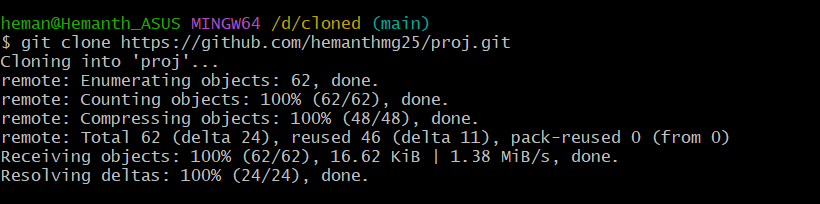 heman@Hemanth_ASUS MINGW64 /d/cloned (main)
$ git clone https://github.com/hemanthmg25/proj.git
Cloning into 'proj'...
remote: Enumerating objects: 62, done.
remote: Counting objects: 100% (62/62), done.
remote: Compressing objects: 100% (48/48), done.
remote: Total 62 (delta 24), reused 46 (delta 11), pack-reused 0 (from 0)
Receiving objects: 100% (62/62), 16.62 KiB | 1.38 MiB/s, done.
Resolving deltas: 100% (24/24), done.